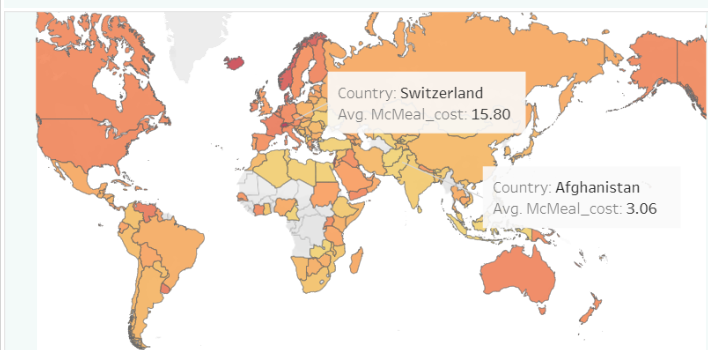 Country: Switzerland
Avg. McMeal_cost: 15.80
Country: Afghanistan
Avg. McMeal_cost: 3.06